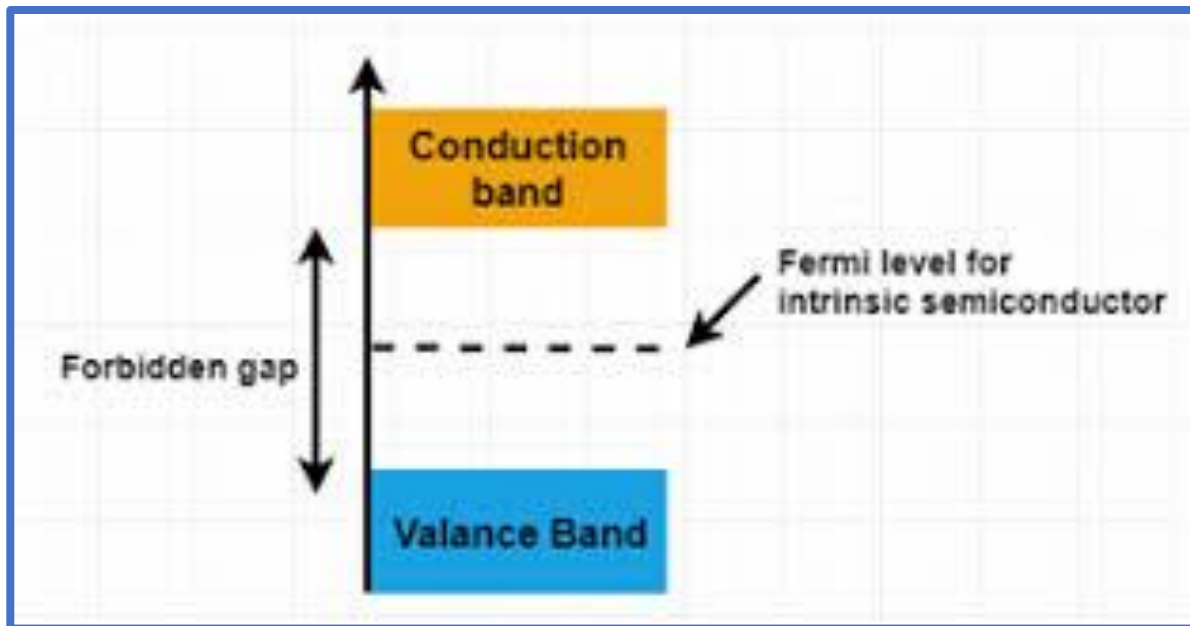 Conduction
band
Fermi level for
intrinsic semiconductor
Forbidden gap
Valance Band